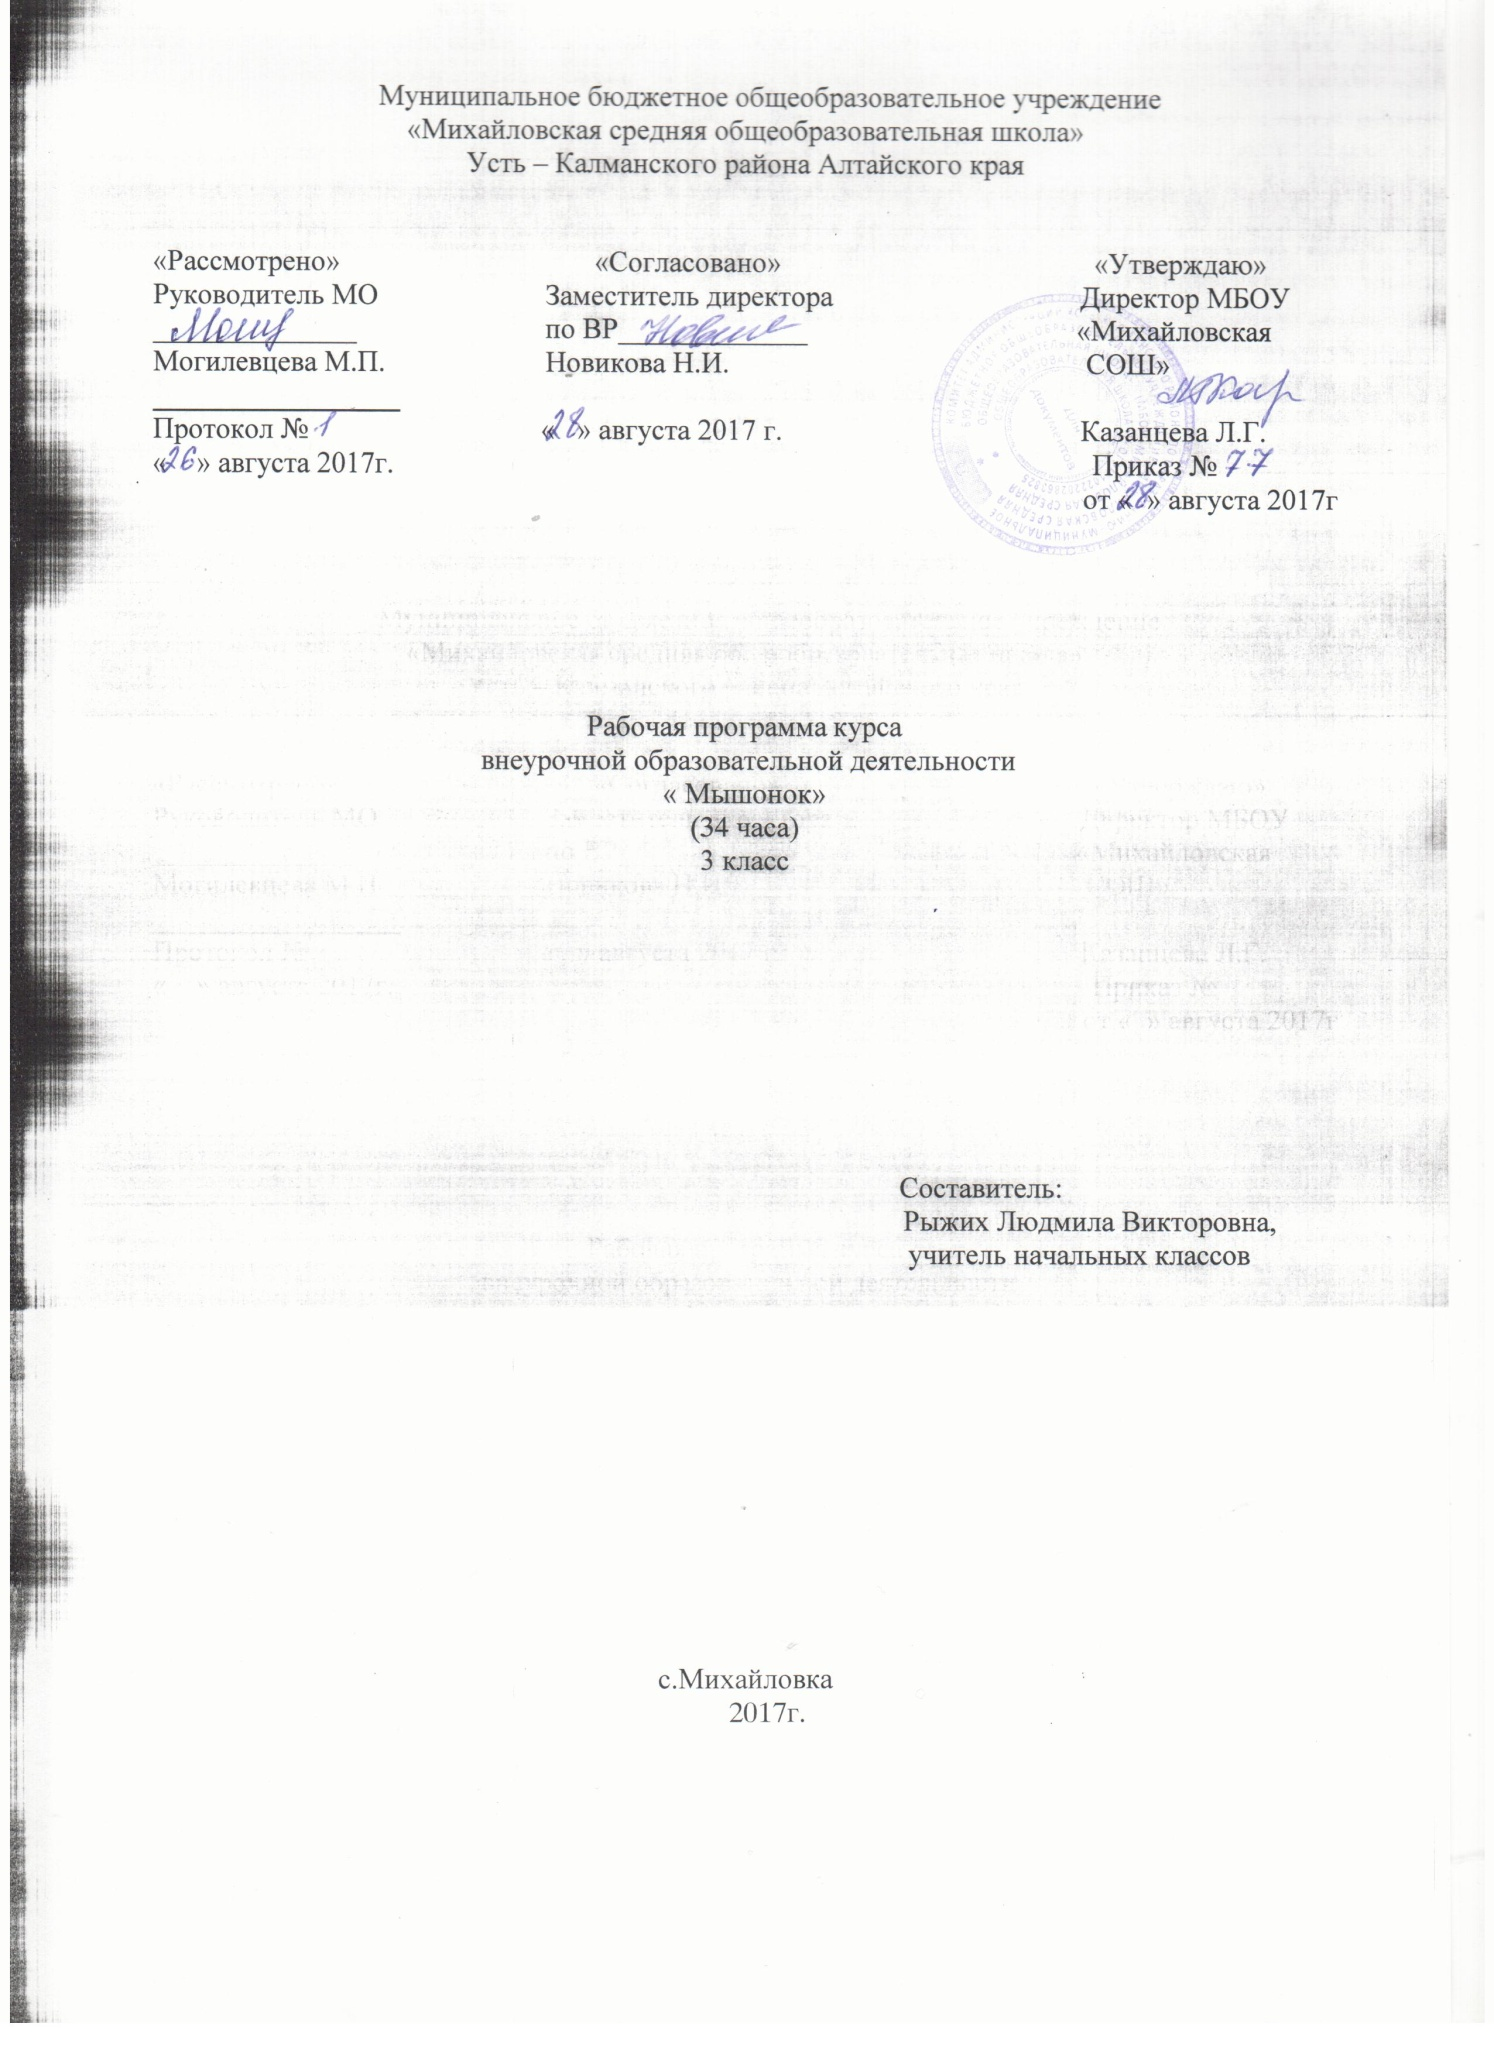 Муниципальное бюджетное общеобразовательное учреждение
«Михайловская средняя общеобразовательная школа»
Усть – Калманского района Алтайского края
«Рассмотрено»
Руководитель МО
Могилевцева М.П.
Протокол № 1
«26» августа 2017г.
«Согласовано»
Заместитель директора
по ВР
Новикова Н.И.
«28» августа 2017 г.
«Утверждаю»
Директор МБОУ
«Михайловская
СОШ»
Казанцева Л.Г.
Приказ № 77
от «28» августа 2017г
Рабочая программа курса
внеурочной образовательной деятельности
« Мышонок»
(34 часа)
3 класс
Составитель:
Рыжих Людмила Викторовна,
учитель начальных классов
с.Михайловка
2017г.